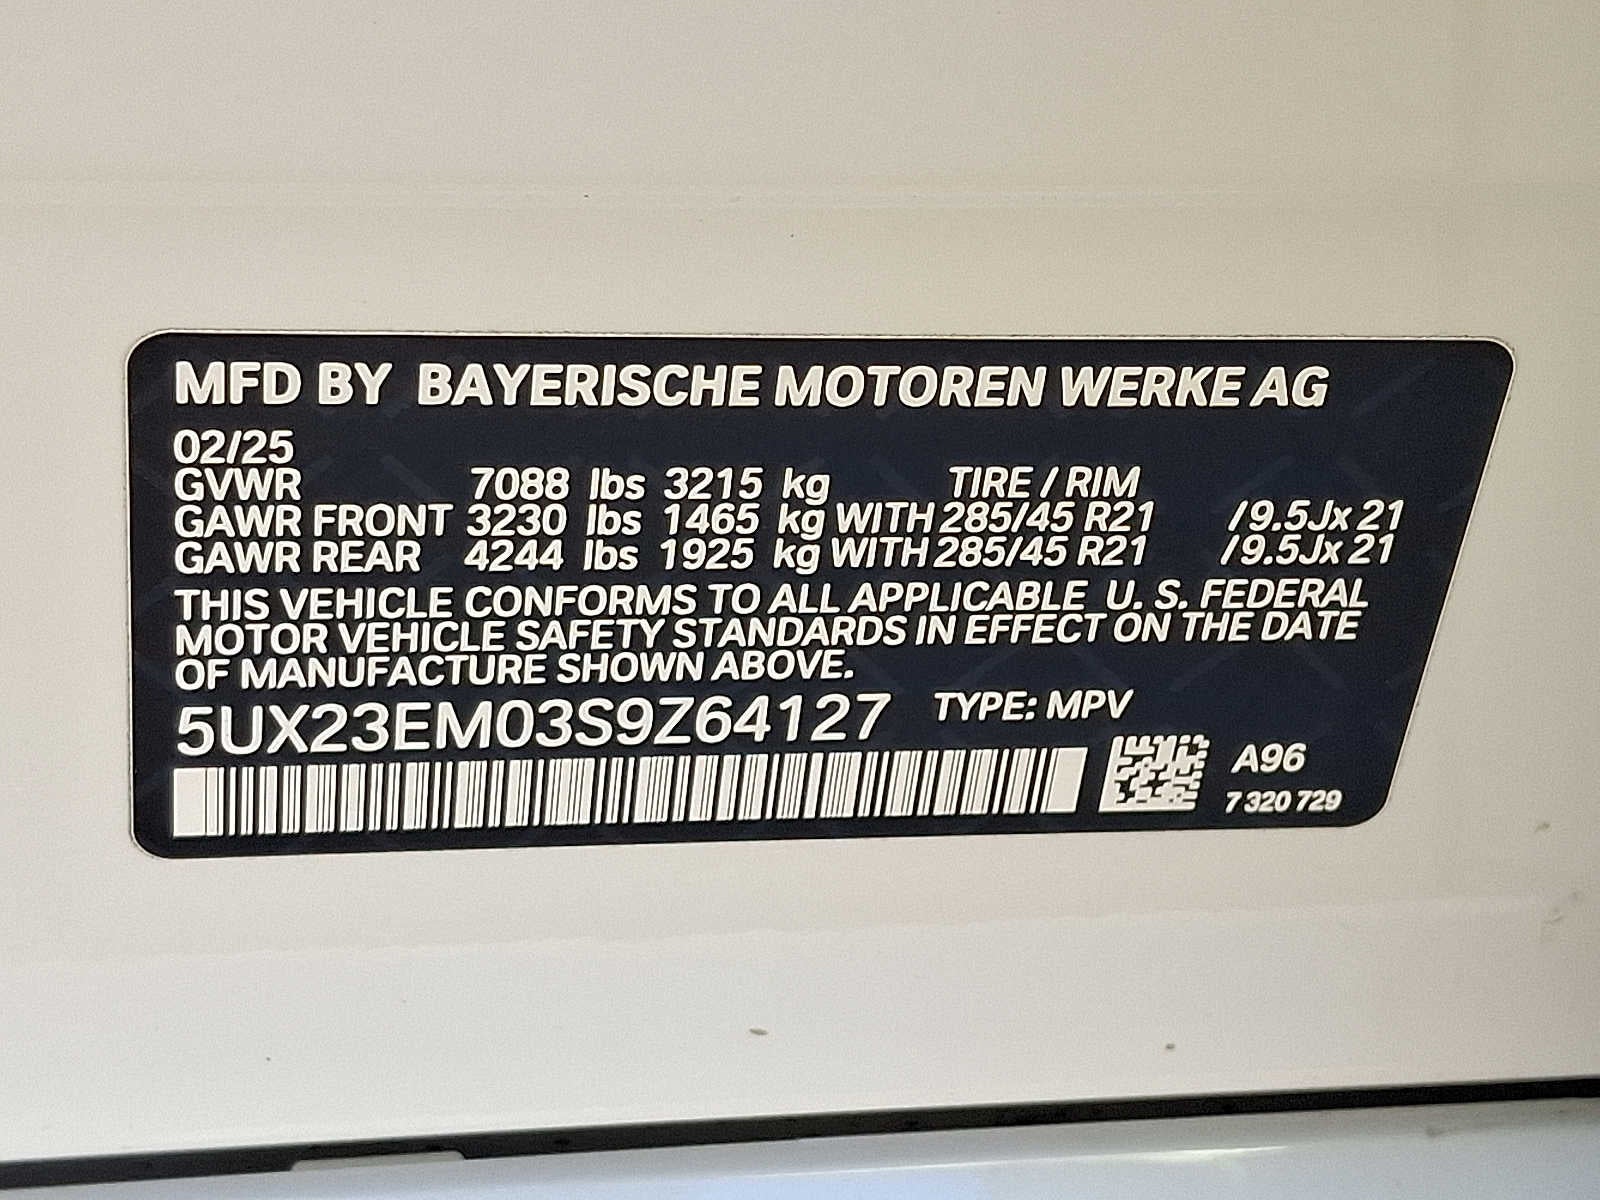 MFD BY BAYERISCHE MOTOREN WERKE AG
02/25
GVWR 7088 lbs 3215 kg TIRE / RIM
GAWR FRONT 3230 lbs 1465 kg WITH 285/45 R21 /9.5Jx 21
GAWR REAR 4244 lbs 1925 kg WITH 285/45 R21 /9.5Jx 21
THIS VEHICLE CONFORMS TO ALL APPLICABLE U. S. FEDERAL
MOTOR VEHICLE SAFETY STANDARDS IN EFFECT ON THE DATE
OF MANUFACTURE SHOWN ABOVE.
5UX23EM03S9Z64127 TYPE: MPV
A96
7 320 729